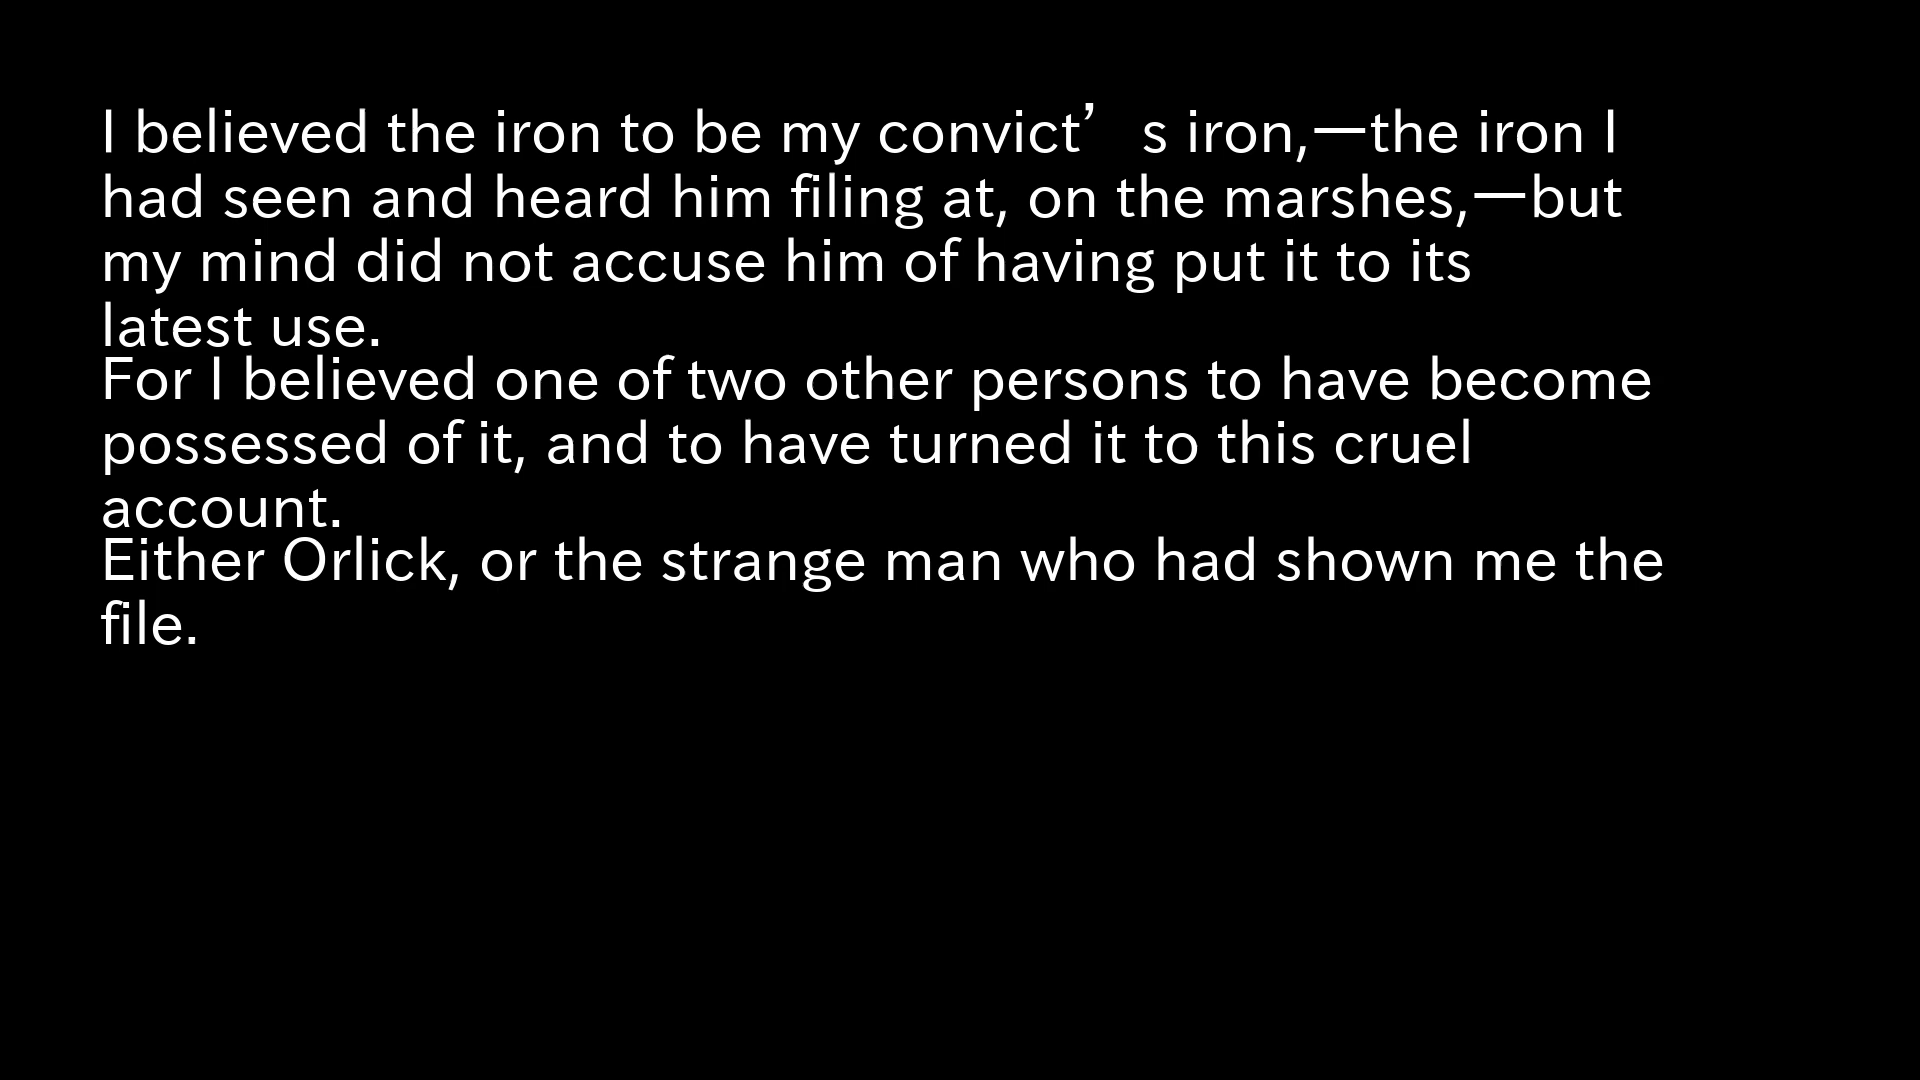 I believed the iron to be my convict’s iron,—the iron I
had seen and heard him filing at, on the marshes,—but
my mind did not accuse him of having put it to its
latest use.
For I believed one of two other persons to have become
possessed of it, and to have turned it to this cruel
account.
Either Orlick, or the strange man who had shown me the
file.